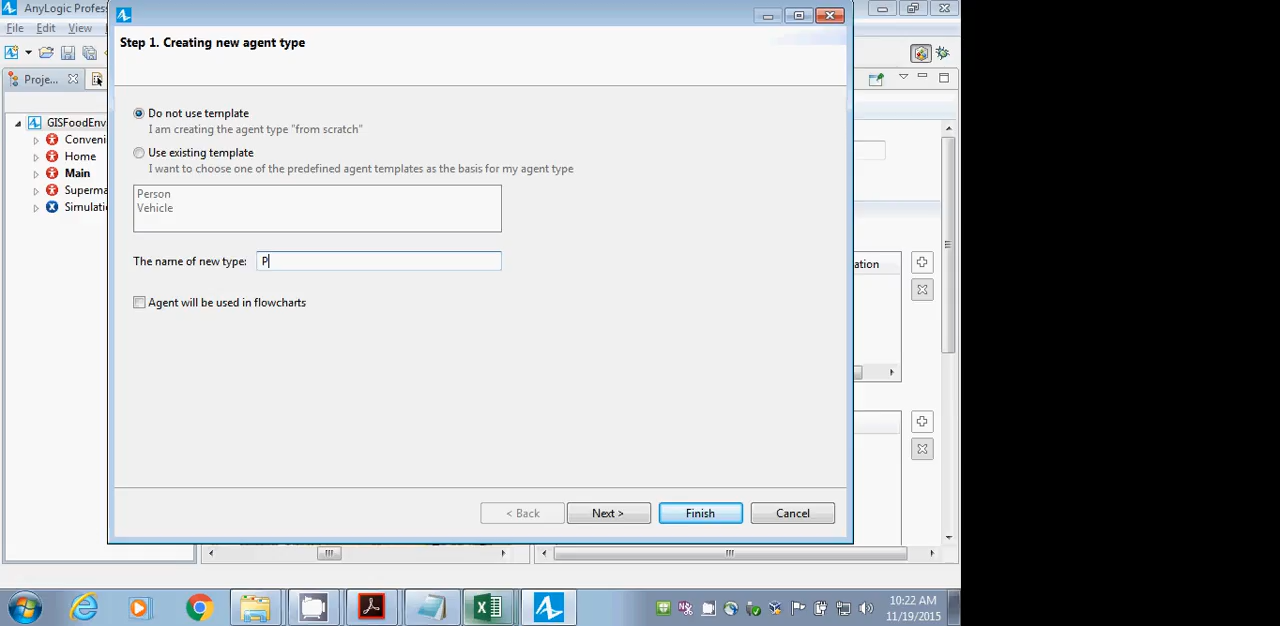 AnyLogic Profes
File Edit View
Step 1. Creating new agent type
Proje...
Do not use template
I am creating the agent type "from scratch"
Use existing template
I want to choose one of the predefined agent templates as the basis for my agent type
GISFoodEnv
Conveni
Home
Main
Superma
Simulatio
Person
Vehicle
The name of new type: P
ation
Agent will be used in flowcharts
< Back Next > Finish Cancel
10:22 AM
11/19/2015